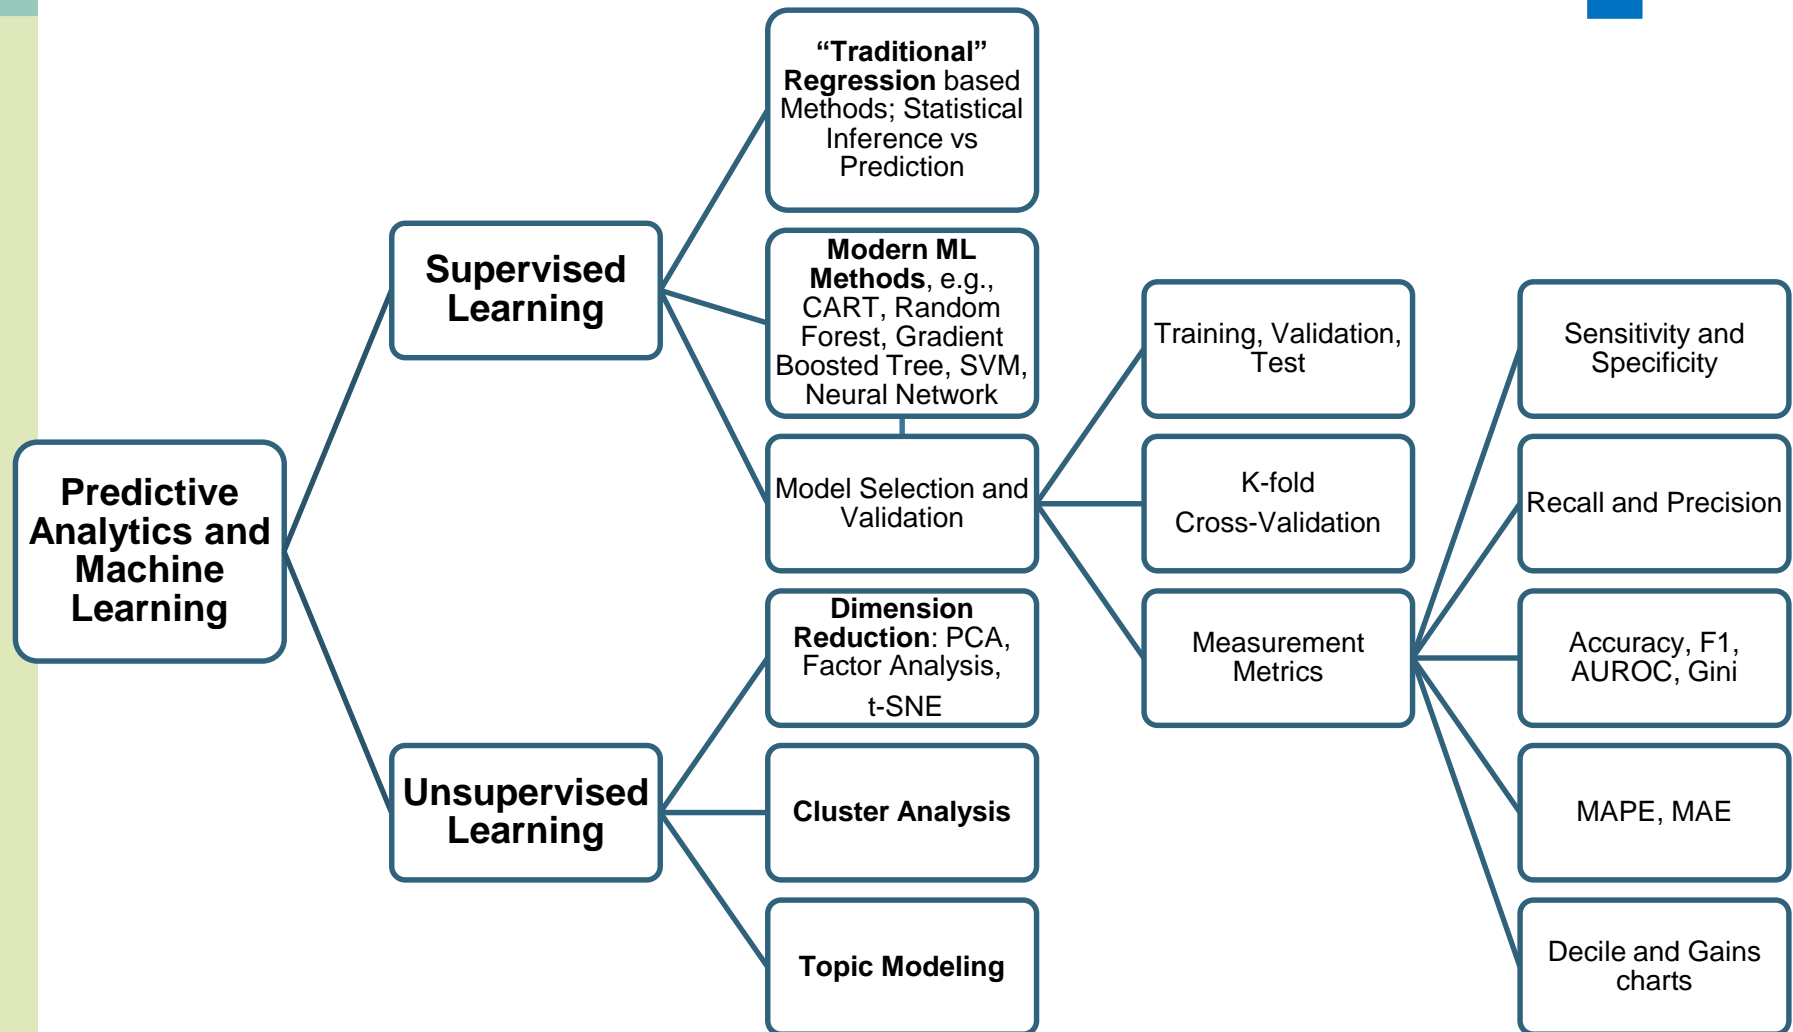 Predictive
Analytics and
Machine
Learning
Supervised
Learning
Unsupervised
Learning
“Traditional”
Regression based
Methods; Statistical
Inference vs
Prediction
Modern ML
Methods, e.g.,
CART, Random
Forest, Gradient
Boosted Tree, SVM,
Neural Network
Model Selection and
Validation
Dimension
Reduction: PCA,
Factor Analysis,
t-SNE
Cluster Analysis
Topic Modeling
Training, Validation,
Test
K-fold
Cross-Validation
Measurement
Metrics
Sensitivity and
Specificity
Recall and Precision
Accuracy, F1,
AUROC, Gini
MAPE, MAE
Decile and Gains
charts